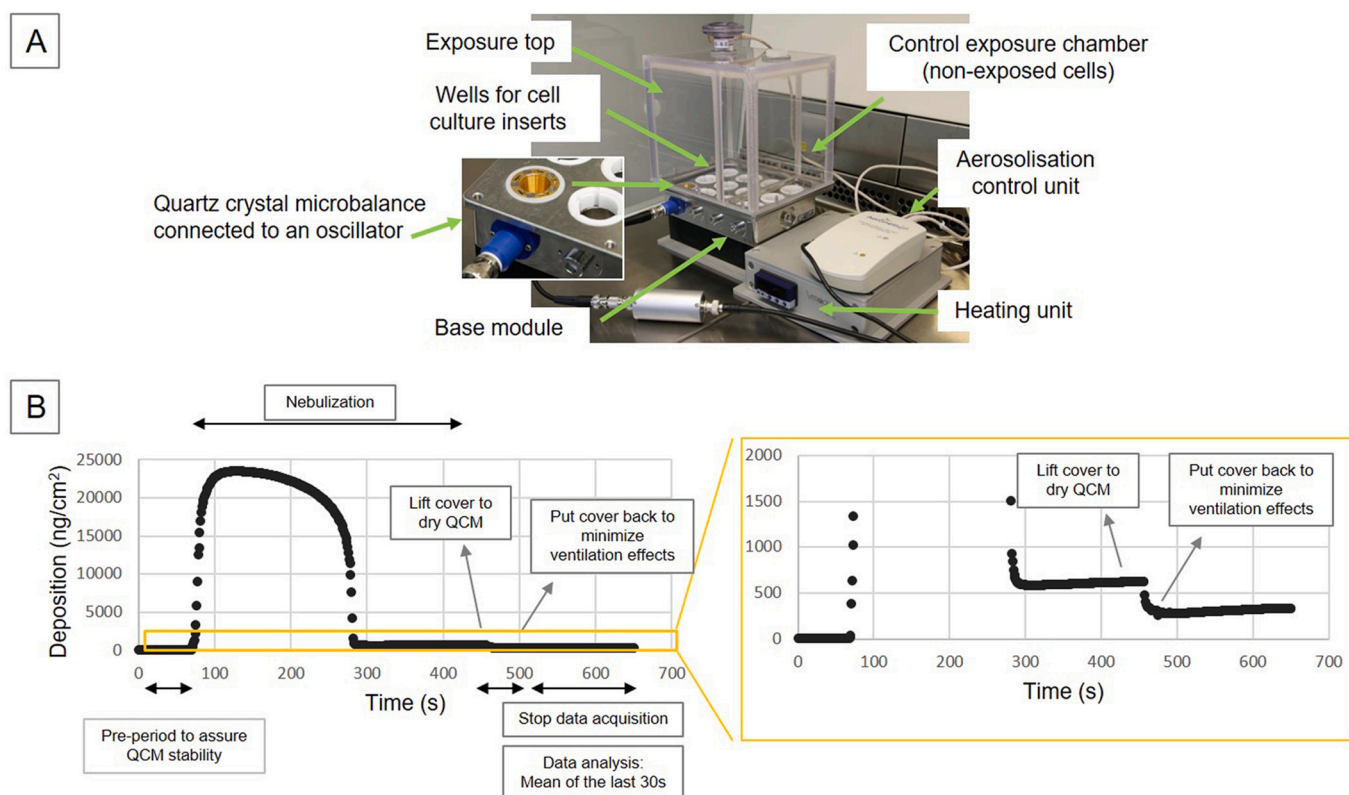 A
Exposure top
Wells for cell
culture inserts
Quartz crystal microbalance
connected to an oscillator
Base module
Control exposure chamber
(non-exposed cells)
Aerosolisation
control unit
Heating unit
B
Nebulization
Deposition (ng/cm²)
25000
20000
15000
10000
5000
0
0 100 200 300 400 500 600 700
Time (s)
Lift cover to
dry QCM
Put cover back to
minimize
ventilation effects
Pre-period to assure
QCM stability
Stop data acquisition
Data analysis:
Mean of the last 30s
2000
1500
1000
500
0
0 100 200 300 400 500 600 700
Time (s)
Lift cover to
dry QCM
Put cover back to
minimize
ventilation effects